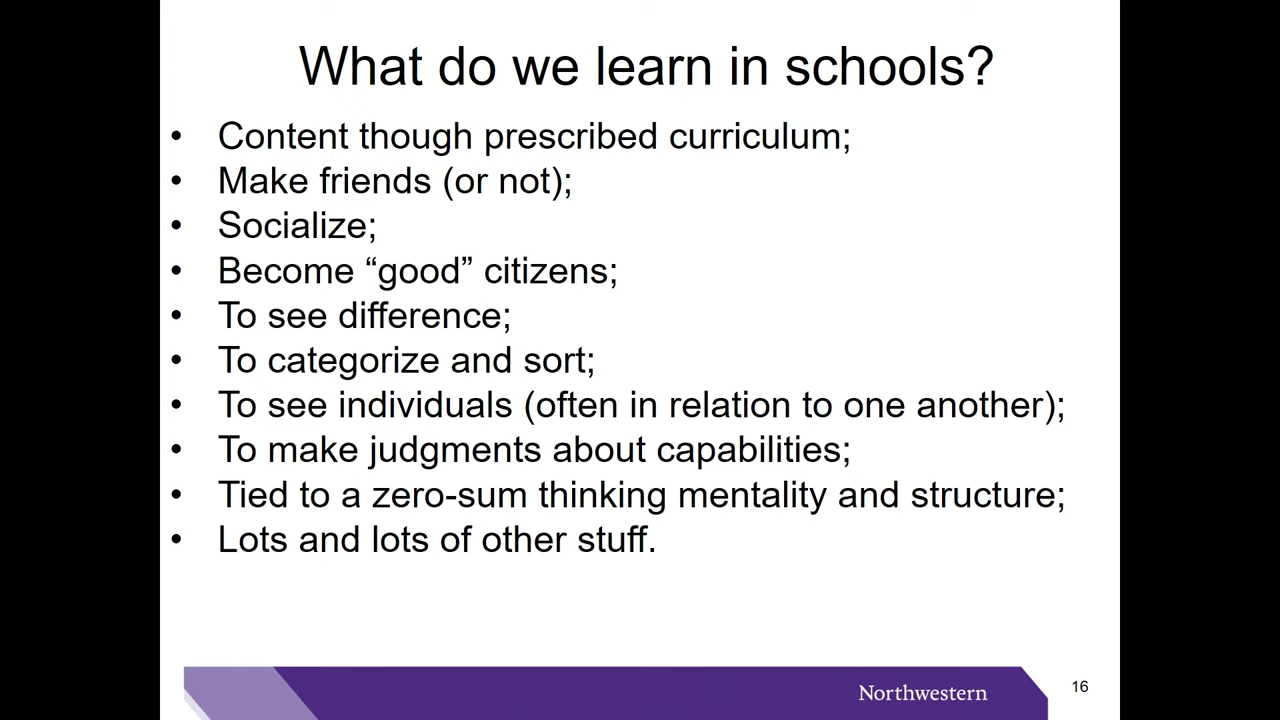 What do we learn in schools?
• Content though prescribed curriculum;
• Make friends (or not);
• Socialize;
• Become “good” citizens;
• To see difference;
• To categorize and sort;
• To see individuals (often in relation to one another);
• To make judgments about capabilities;
• Tied to a zero-sum thinking mentality and structure;
• Lots and lots of other stuff.
Northwestern
16